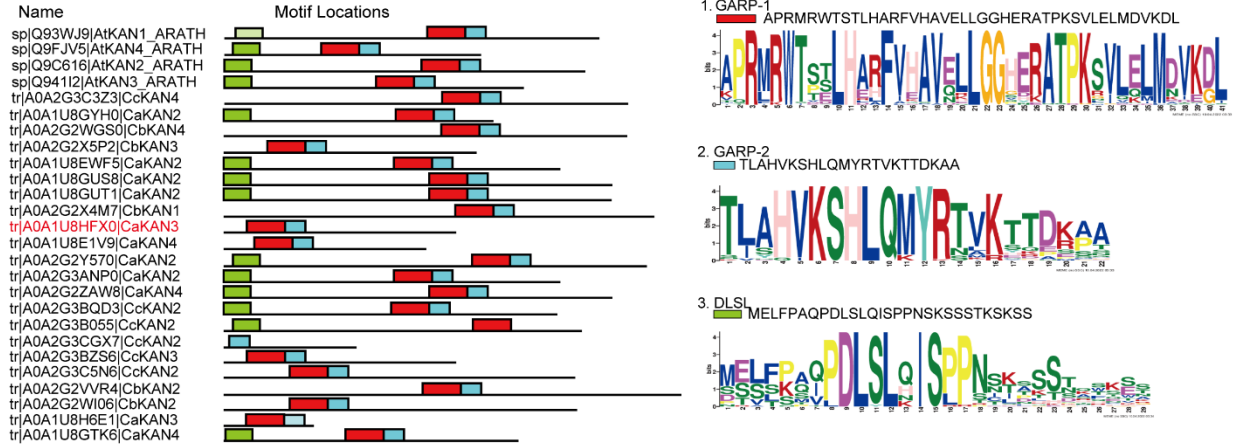 Name Motif Locations
sp|Q93WJ9|AtKAN1_ARATH
sp|Q9FJV5|AtKAN4_ARATH
sp|Q9C616|AtKAN2_ARATH
sp|Q941I2|AtKAN3_ARATH
tr|A0A2G3C3Z3|CcKAN4
tr|A0A1U8GYH0|CaKAN2
tr|A0A2G2WGS0|CbKAN4
tr|A0A2G2X5P2|CbKAN3
tr|A0A1U8EWF5|CaKAN2
tr|A0A1U8GUS8|CaKAN2
tr|A0A1U8GUT1|CaKAN2
tr|A0A2G2X4M7|CbKAN1
tr|A0A1U8HFX0|CaKAN3
tr|A0A1U8E1V9|CaKAN4
tr|A0A2G2Y570|CaKAN2
tr|A0A2G3ANP0|CaKAN2
tr|A0A2G2ZAW8|CaKAN4
tr|A0A2G3BQD3|CcKAN2
tr|A0A2G3B055|CcKAN2
tr|A0A2G3CGX7|CcKAN2
tr|A0A2G3BZS6|CcKAN3
tr|A0A2G3C5N6|CcKAN2
tr|A0A2G2VVR4|CbKAN2
tr|A0A2G2WI06|CbKAN2
tr|A0A1U8H6E1|CaKAN3
tr|A0A1U8GTK6|CaKAN4
1. GARP-1
APRMRWTSTLHARFVHAVELLGGHERATPKSVLELMDVKDL
bits
2. GARP-2
TLAHVKSHLQMYRTVKTTDKAA
bits
3. DLSL
MELFPAQPDLSLQISPPNSKSSSTKSKSS
bits